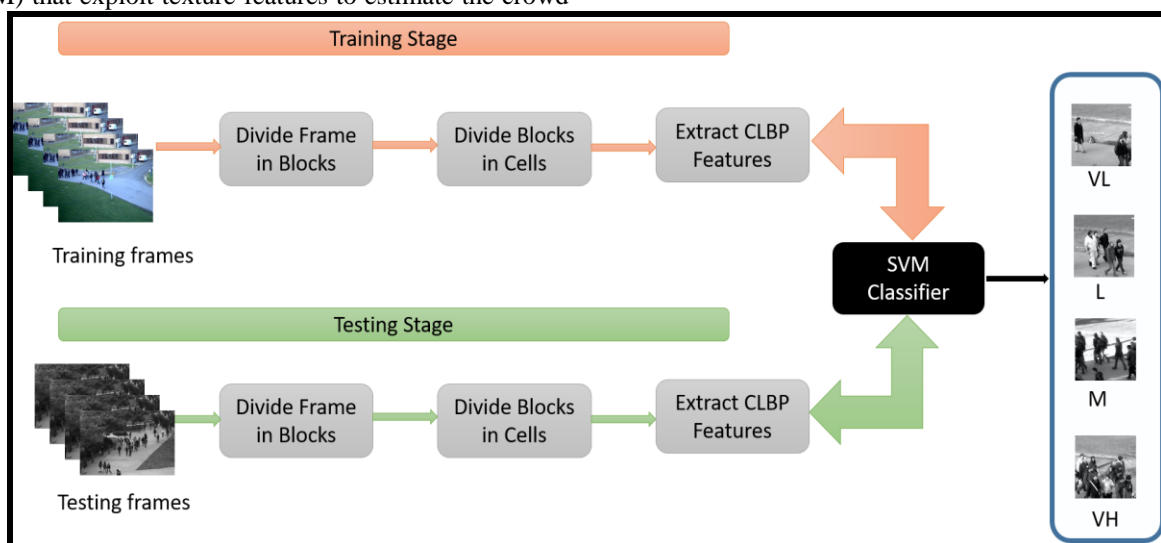 M) that exploit texture features to estimate the crowd
Training Stage
Divide Frame
in Blocks
Divide Blocks
in Cells
Extract CLBP
Features
Training frames
VL
L
SVM
Classifier
Testing Stage
Divide Frame
in Blocks
Divide Blocks
in Cells
Extract CLBP
Features
Testing frames
M
VH